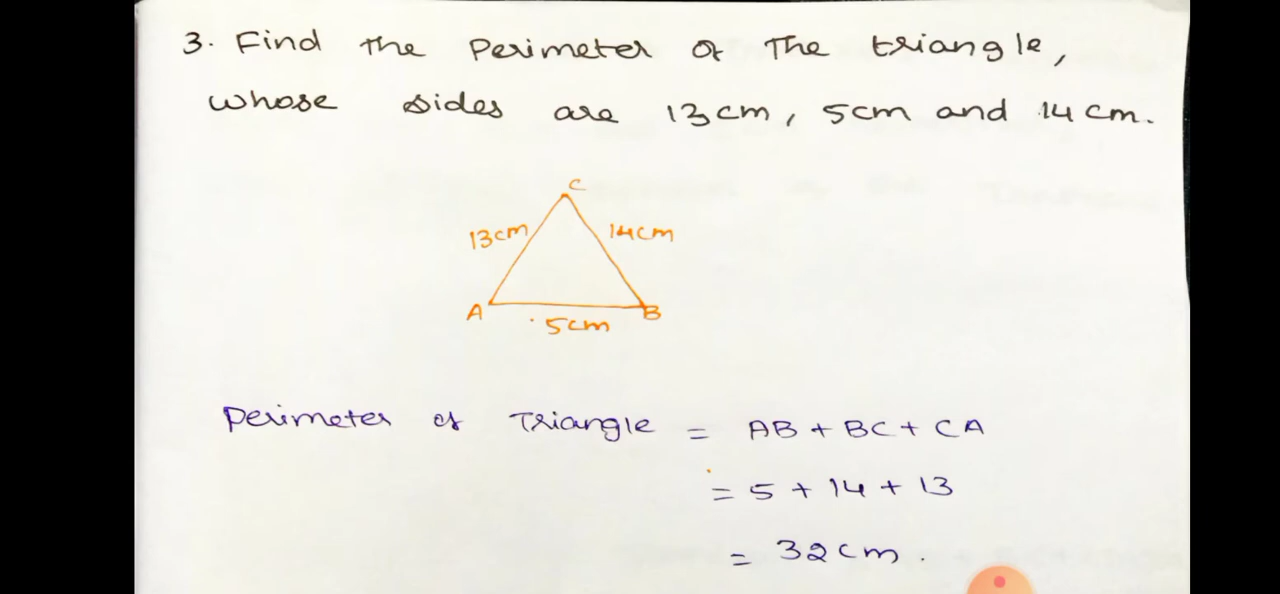 3. Find the Perimeter of The triangle,
whose sides are 13cm, 5cm and 14 cm.
C
13cm
14cm
A
B
5cm
Perimeter of Triangle = AB + BC + CA
= 5 + 14 + 13
= 32 cm.